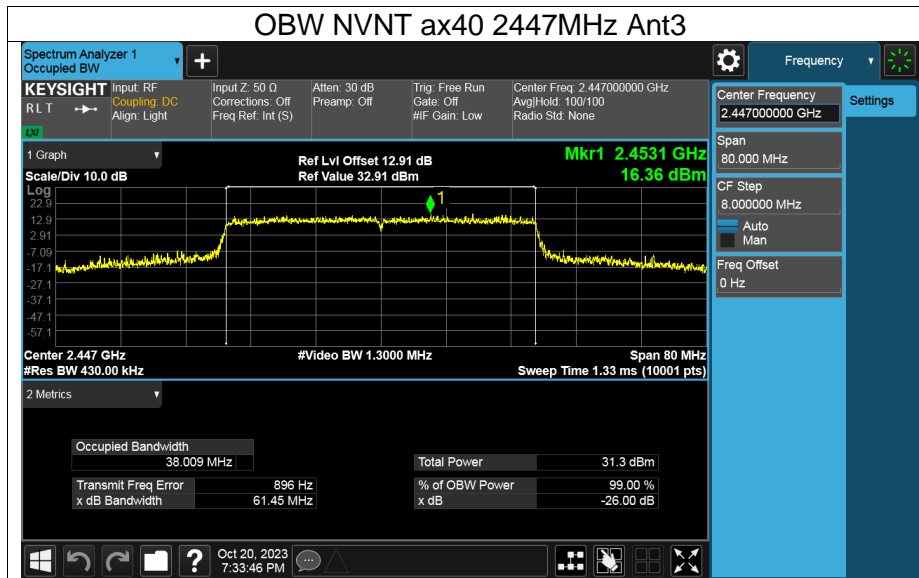 OBW NVNT ax40 2447MHz Ant3
Spectrum Analyzer 1
Occupied BW
+
Frequency
KEYSIGHT
RLT
LXI
Input: RF
Coupling: DC
Align: Light
Input Z: 50 Ω
Corrections: Off
Freq Ref: Int (S)
Atten: 30 dB
Preamp: Off
Trig: Free Run
Gate: Off
#IF Gain: Low
Center Freq: 2.447000000 GHz
Avg|Hold: 100/100
Radio Std: None
Center Frequency
2.447000000 GHz
Settings
Span
80.000 MHz
CF Step
8.000000 MHz
Auto
Man
Freq Offset
0 Hz
1 Graph
Scale/Div 10.0 dB
Ref Lvl Offset 12.91 dB
Ref Value 32.91 dBm
Mkr1 2.4531 GHz
16.36 dBm
Log
22.9
12.9
2.91
-7.09
-17.1
-27.1
-37.1
-47.1
-57.1
1
Center 2.447 GHz
#Res BW 430.00 kHz
#Video BW 1.3000 MHz
Span 80 MHz
Sweep Time 1.33 ms (10001 pts)
2 Metrics
Occupied Bandwidth
38.009 MHz
Transmit Freq Error 896 Hz
x dB Bandwidth 61.45 MHz
Total Power 31.3 dBm
% of OBW Power 99.00 %
x dB -26.00 dB
?
Oct 20, 2023
7:33:46 PM